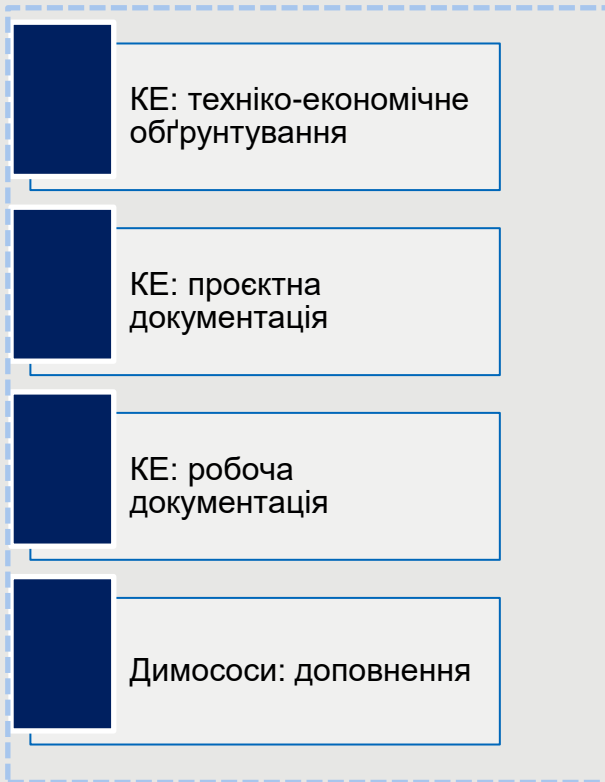 КЕ: техніко-економічне
обґрунтування
КЕ: проєктна
документація
КЕ: робоча
документація
Димососи: доповнення